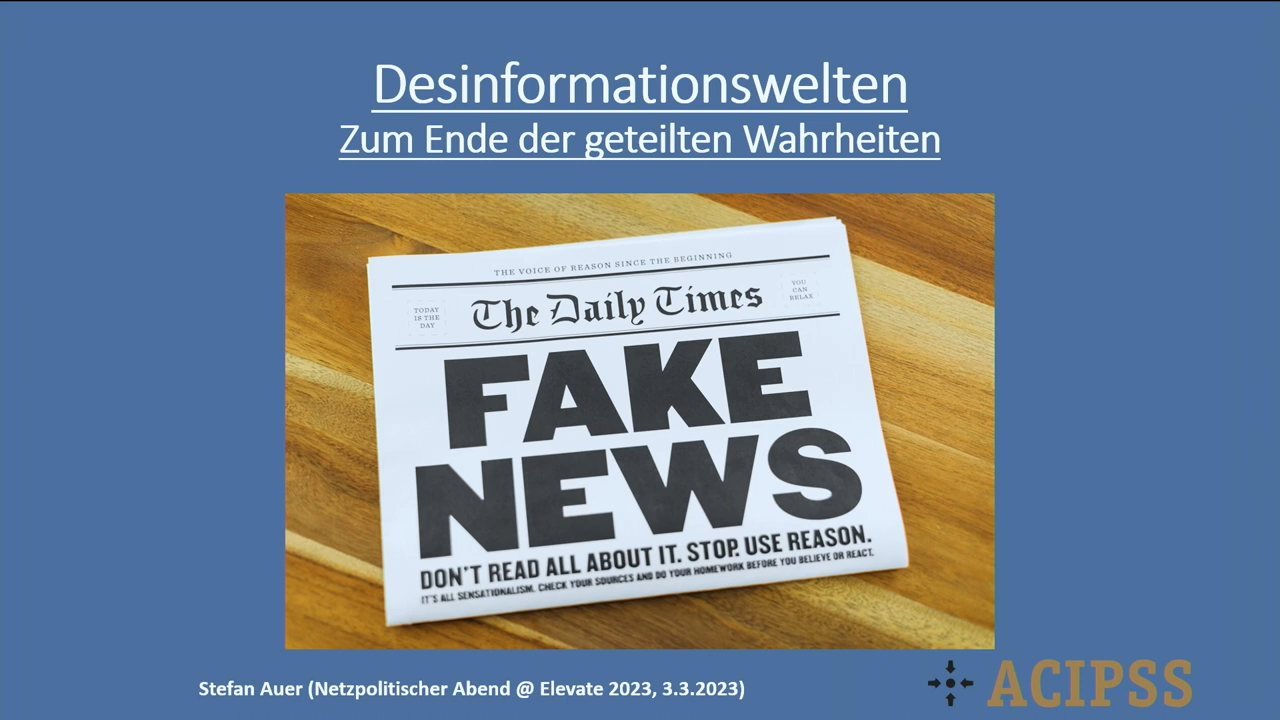 Desinformationswelten
Zum Ende der geteilten Wahrheiten
THE VOICE OF REASON SINCE THE BEGINNING
TODAY
IS THE
DAY
The Daily Times
YOU
CAN
RELAX
FAKE
NEWS
DON'T READ ALL ABOUT IT. STOP. USE REASON.
IT'S ALL SENSATIONALISM. CHECK YOUR SOURCES AND DO YOUR HOMEWORK BEFORE YOU BELIEVE OR REACT.
Stefan Auer (Netzpolitischer Abend @ Elevate 2023, 3.3.2023)
ACIPSS